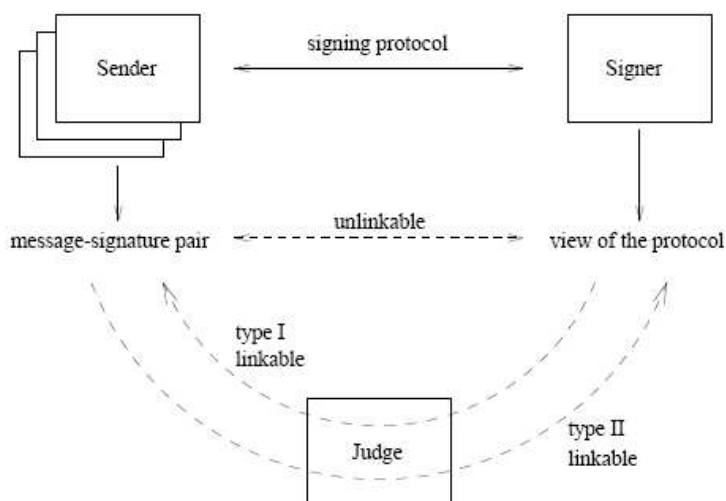 signing protocol
Sender
Signer
unlinkable
message-signature pair
view of the protocol
type I
linkable
type II
linkable
Judge